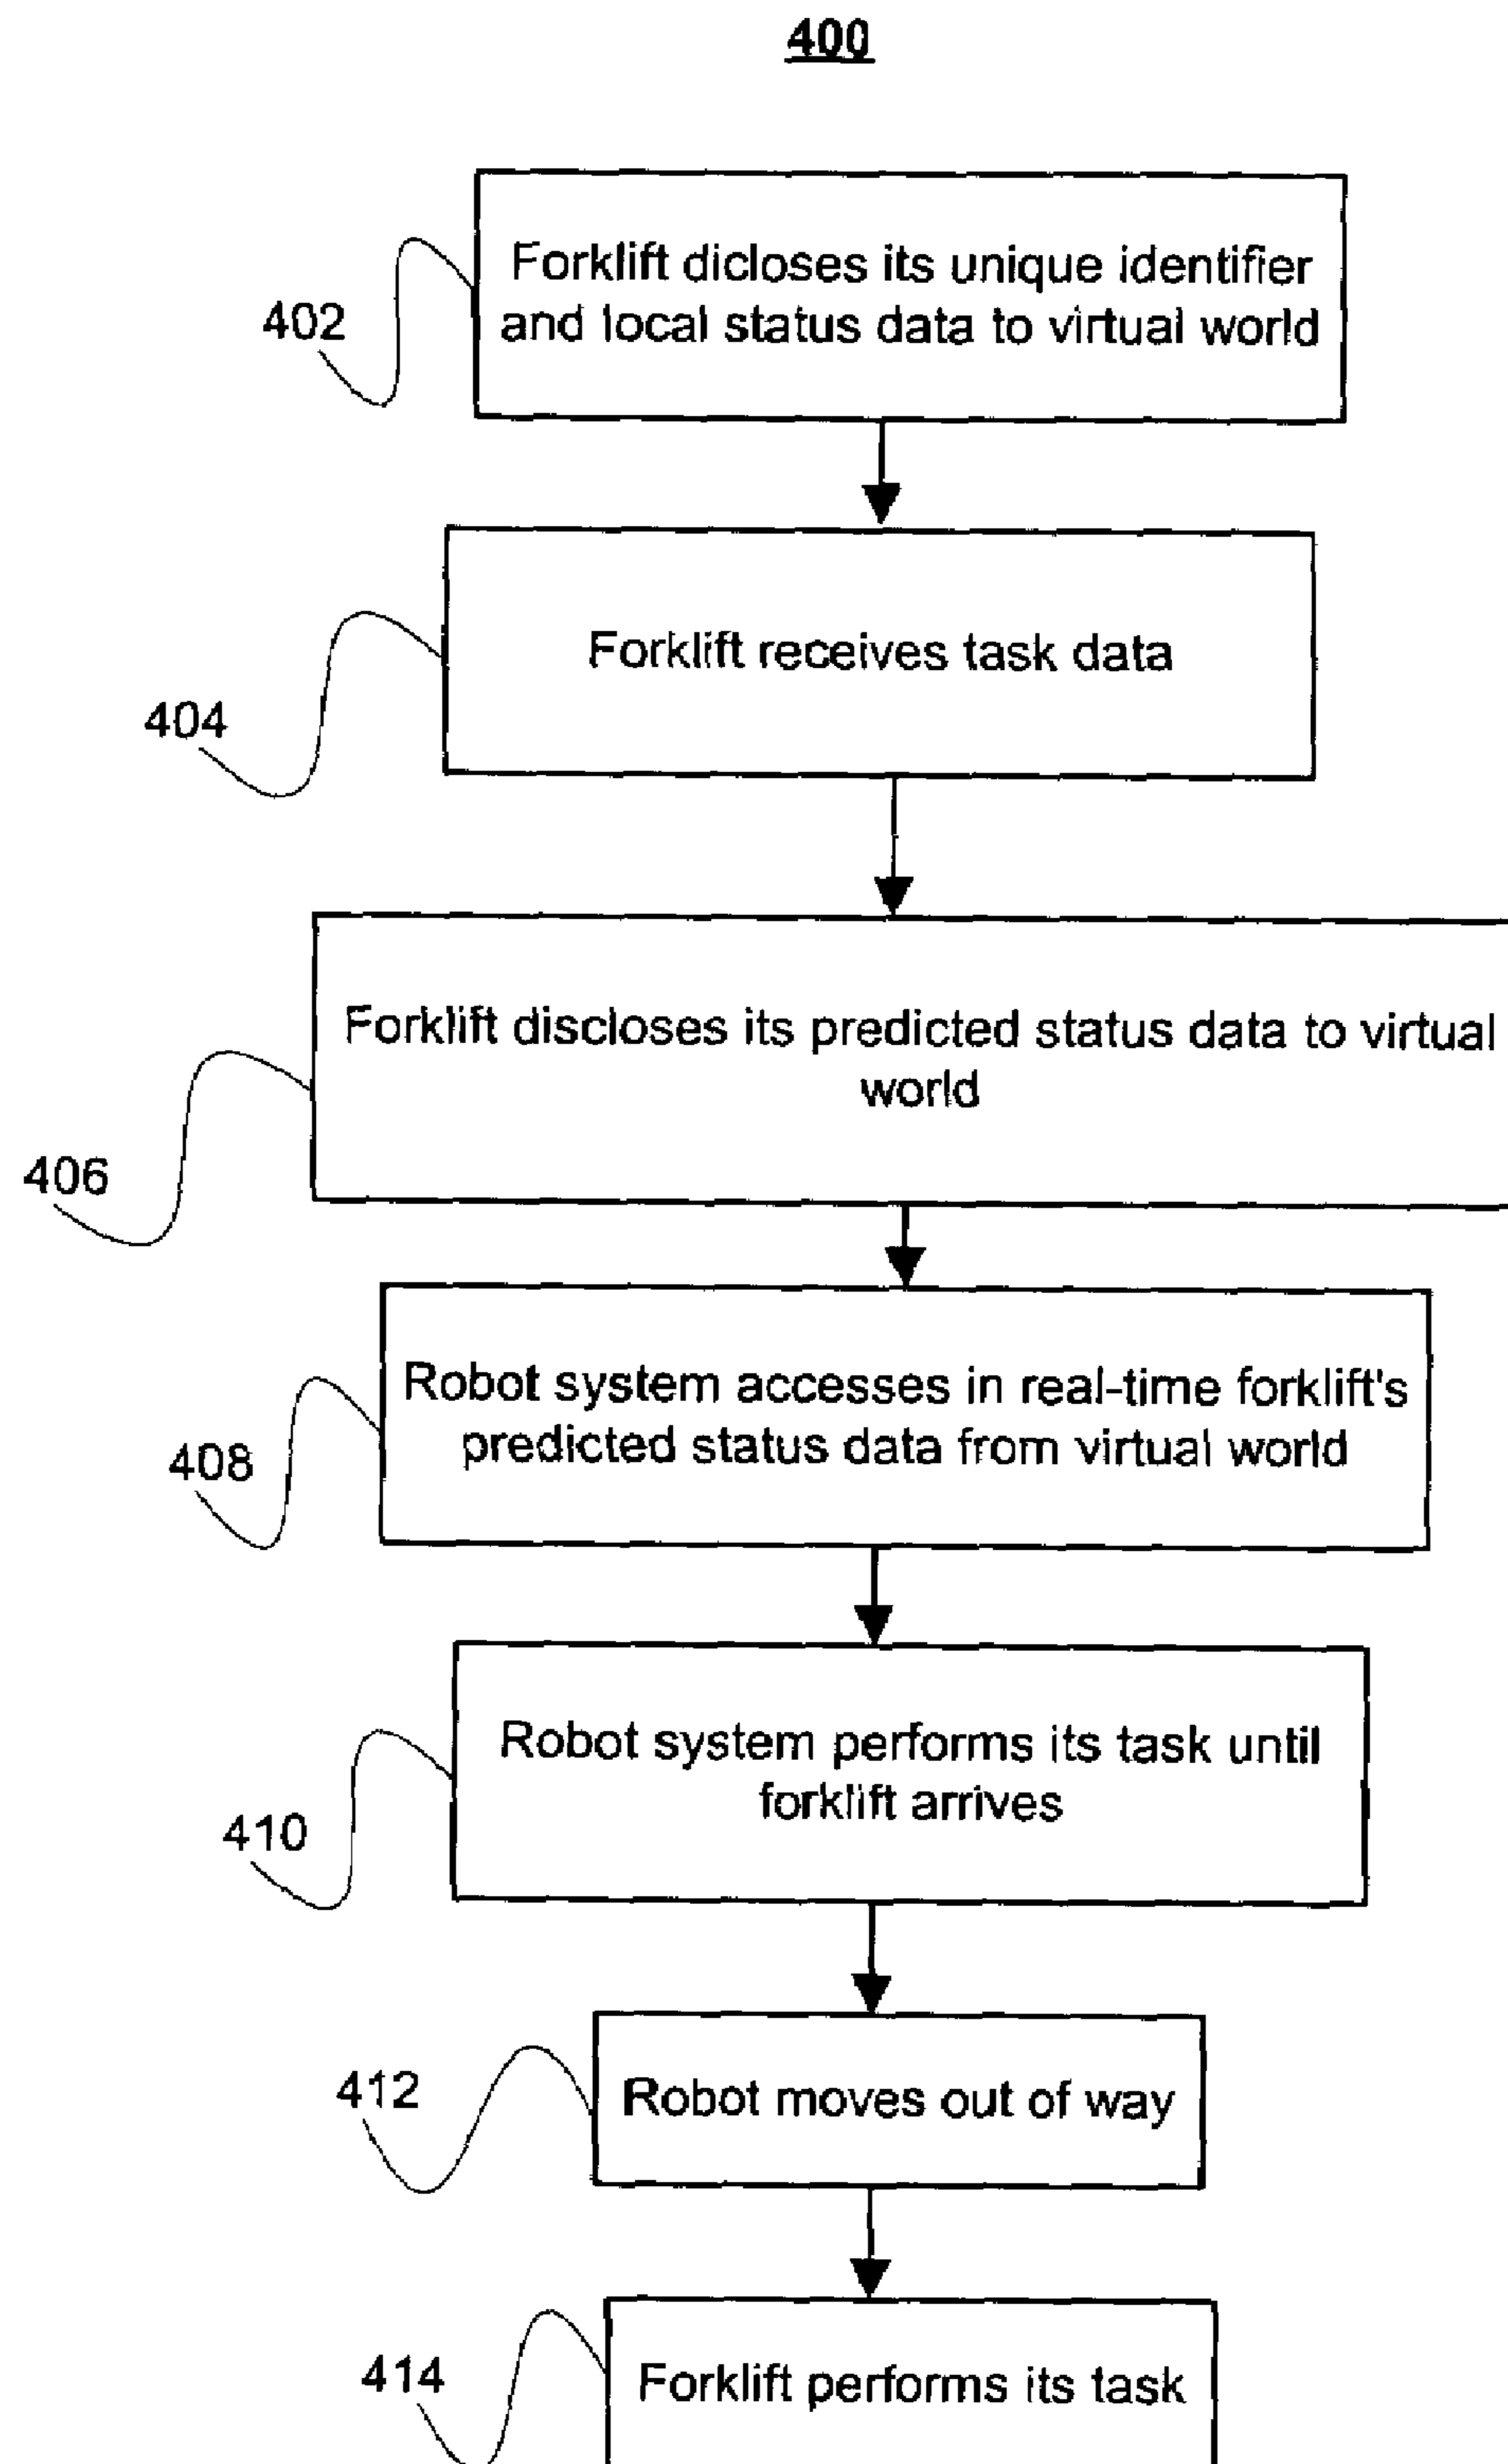 400
Forklift dicloses its unique identifier
and local status data to virtual world
402
Forklift receives task data
404
Forklift discloses its predicted status data to virtual
world
406
Robot system accesses in real-time forklift's
predicted status data from virtual world
408
Robot system performs its task until
forklift arrives
410
Robot moves out of way
412
Forklift performs its task
414